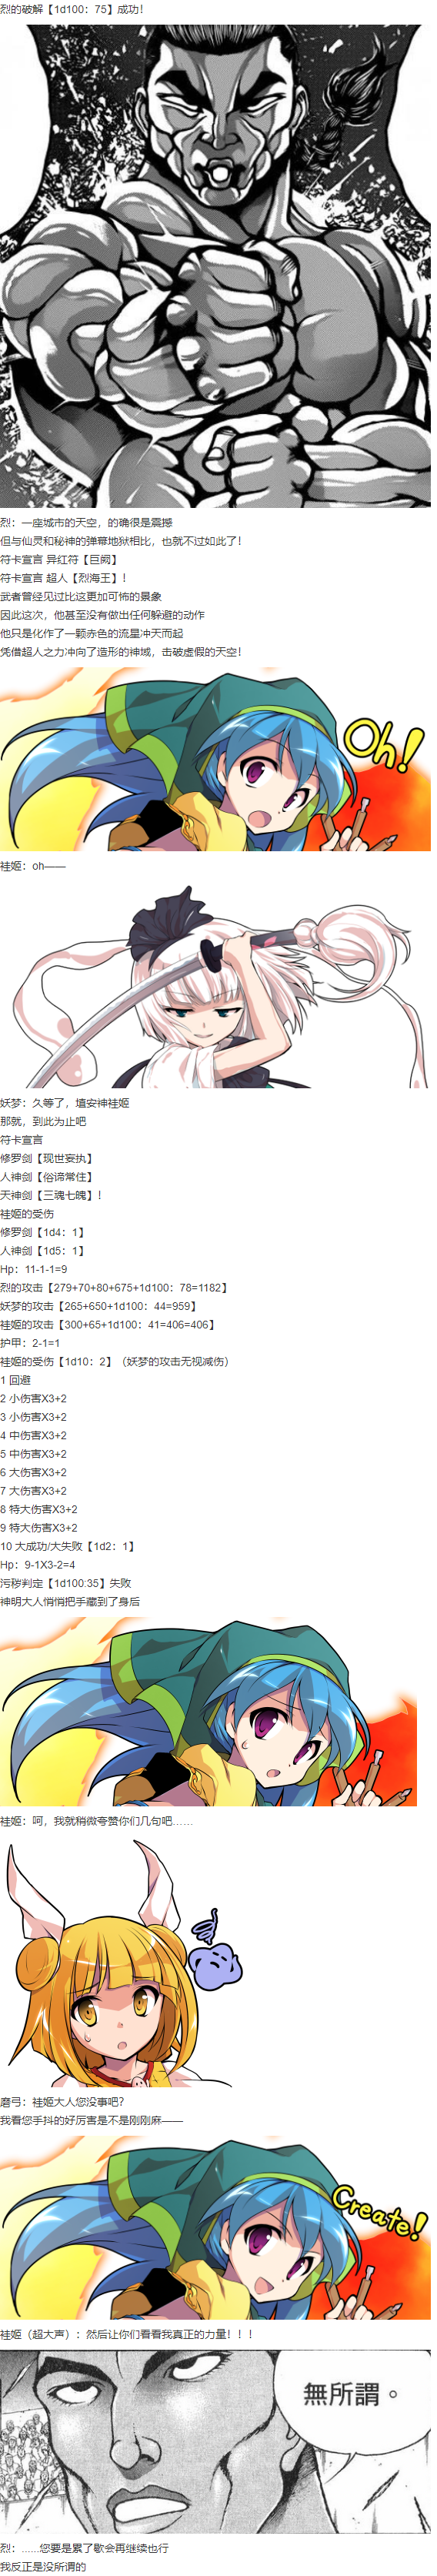 烈的破解【1d100：75】成功！
烈：一座城市的天空，的确很是震撼
但与仙灵和秘神的弹幕地狱相比，也就不过如此了！
符卡宣言 异红符【巨阙】
符卡宣言 超人【烈海王】！
武者曾经见过比这更加可怖的景象
因此这次，他甚至没有做出任何躲避的动作
他只是化作了一颗赤色的流星冲天而起
凭借超人之力冲向了造形的神域，击破虚假的天空！
Oh!
袿姬：oh——
妖梦：久等了，埴安神袿姬
那就，到此为止吧
符卡宣言
修罗剑【现世妄执】
人神剑【俗谛常住】
天神剑【三魂七魄】！
袿姬的受伤
修罗剑【1d4：1】
人神剑【1d5：1】
Hp：11-1-1=9
烈的攻击【279+70+80+675+1d100：78=1182】
妖梦的攻击【265+650+1d100：44=959】
袿姬的攻击【300+65+1d100：41=406=406】
护甲：2-1=1
袿姬的受伤【1d10：2】（妖梦的攻击无视减伤）
1 回避
2 小伤害X3+2
3 小伤害X3+2
4 中伤害X3+2
5 中伤害X3+2
6 大伤害X3+2
7 大伤害X3+2
8 特大伤害X3+2
9 特大伤害X3+2
10 大成功/大失败【1d2：1】
Hp：9-1X3-2=4
污秽判定【1d100:35】失败
神明大人悄悄把手藏到了身后
袿姬：呵，我就稍微夸赞你们几句吧……
磨弓：袿姬大人您没事吧？
我看您手抖的好厉害是不是刚刚麻——
Create!
袿姬（超大声）：然后让你们看看我真正的力量！！！
無所謂。
烈：……您要是累了歇会再继续也行
我反正是没所谓的